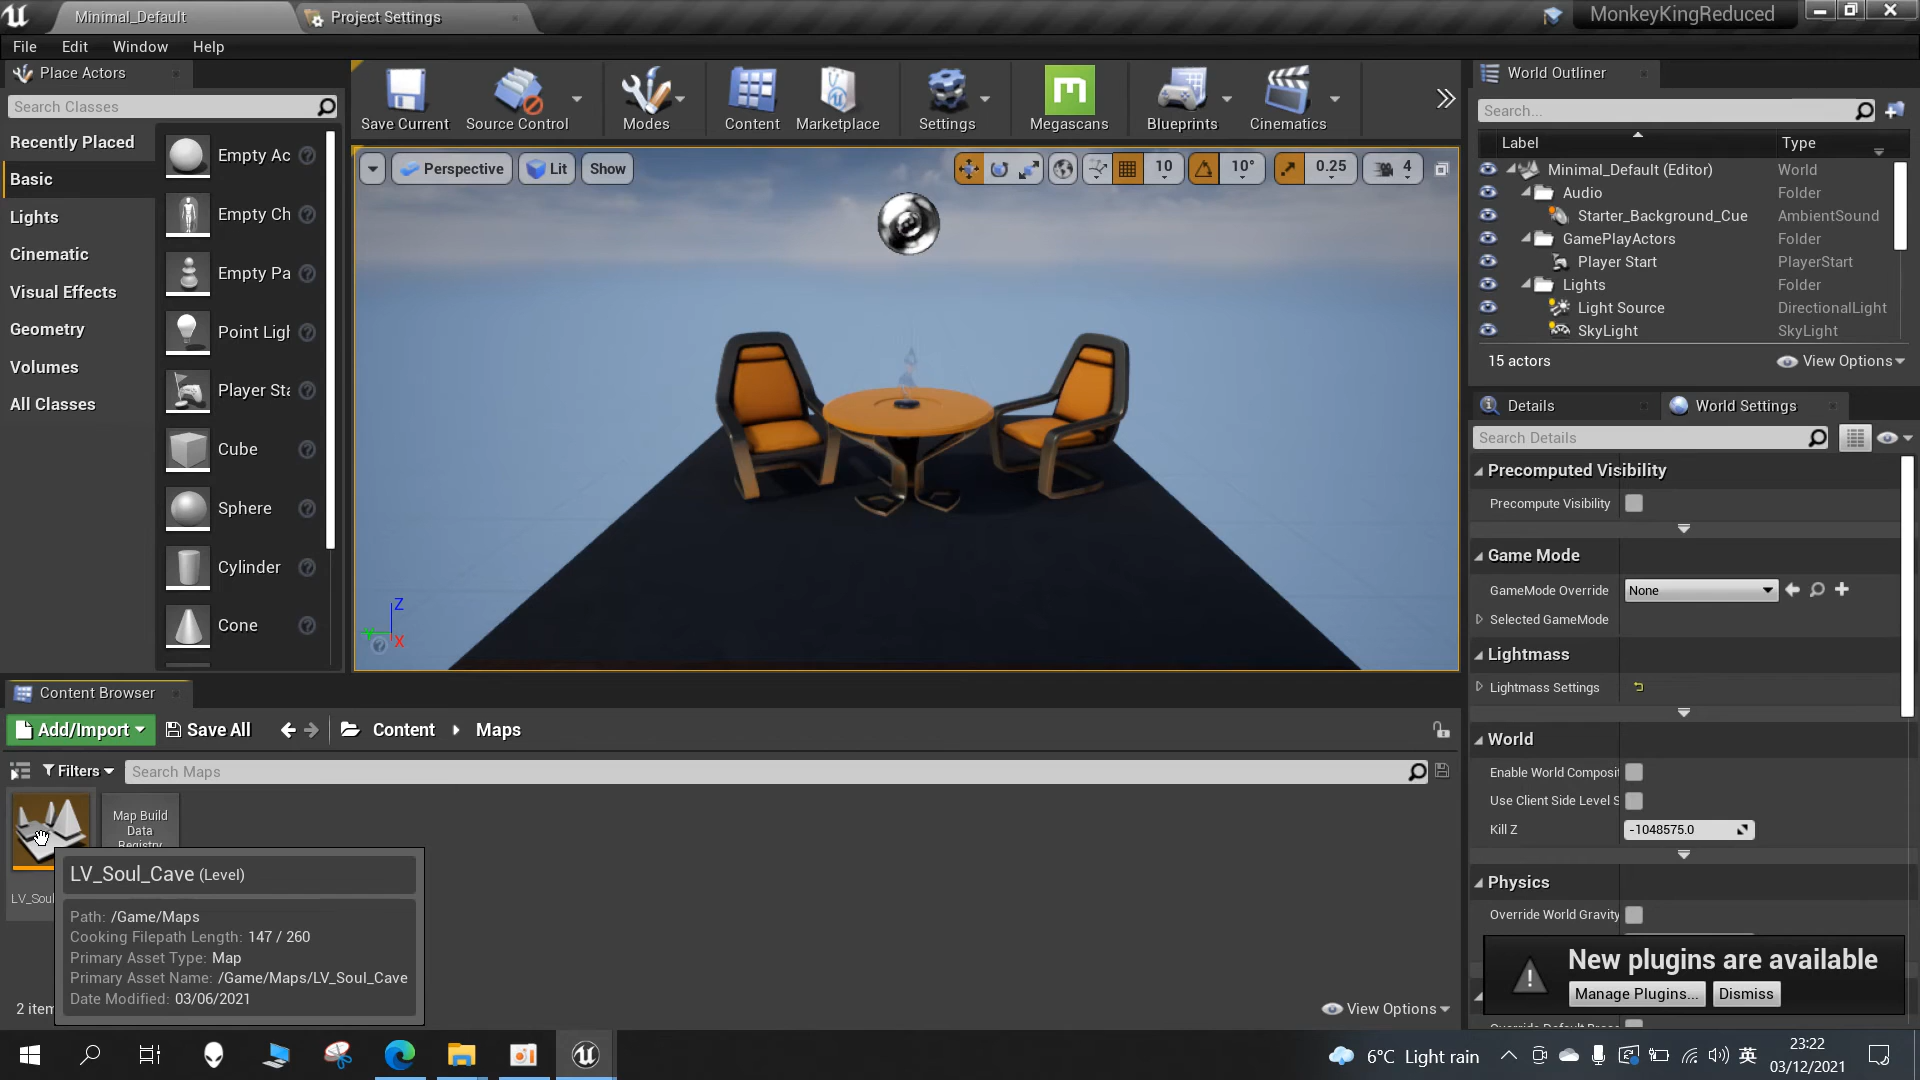 Minimal_Default
Project Settings
MonkeyKingReduced
File Edit Window Help
Place Actors
Search Classes
Recently Placed
Basic
Lights
Cinematic
Visual Effects
Geometry
Volumes
All Classes
Empty Ac
Empty Ch
Empty Pa
Point Ligh
Player Sta
Cube
Sphere
Cylinder
Cone
Save Current
Source Control
Modes
Content
Marketplace
Settings
Megascans
Blueprints
Cinematics
Perspective
Lit
Show
10
10°
0.25
4
Z
X
World Outliner
Search...
Label Type
Minimal_Default (Editor) World
Audio Folder
Starter_Background_Cue AmbientSound
GamePlayActors Folder
Player Start PlayerStart
Lights Folder
Light Source DirectionalLight
SkyLight SkyLight
15 actors
View Options
Details
World Settings
Search Details
Precomputed Visibility
Precompute Visibility
Game Mode
GameMode Override None
Selected GameMode
Lightmass
Lightmass Settings
World
Enable World Composit
Use Client Side Level S
Kill Z -1048575.0
Physics
Override World Gravity
New plugins are available
Manage Plugins... Dismiss
Content Browser
Add/Import Save All Content Maps
Filters Search Maps
Map Build
Data
Registry
LV_Soul
LV_Soul_Cave (Level)
Path: /Game/Maps
Cooking Filepath Length: 147 / 260
Primary Asset Type: Map
Primary Asset Name: /Game/Maps/LV_Soul_Cave
Date Modified: 03/06/2021
2 item
View Options
6°C Light rain
英
23:22
03/12/2021